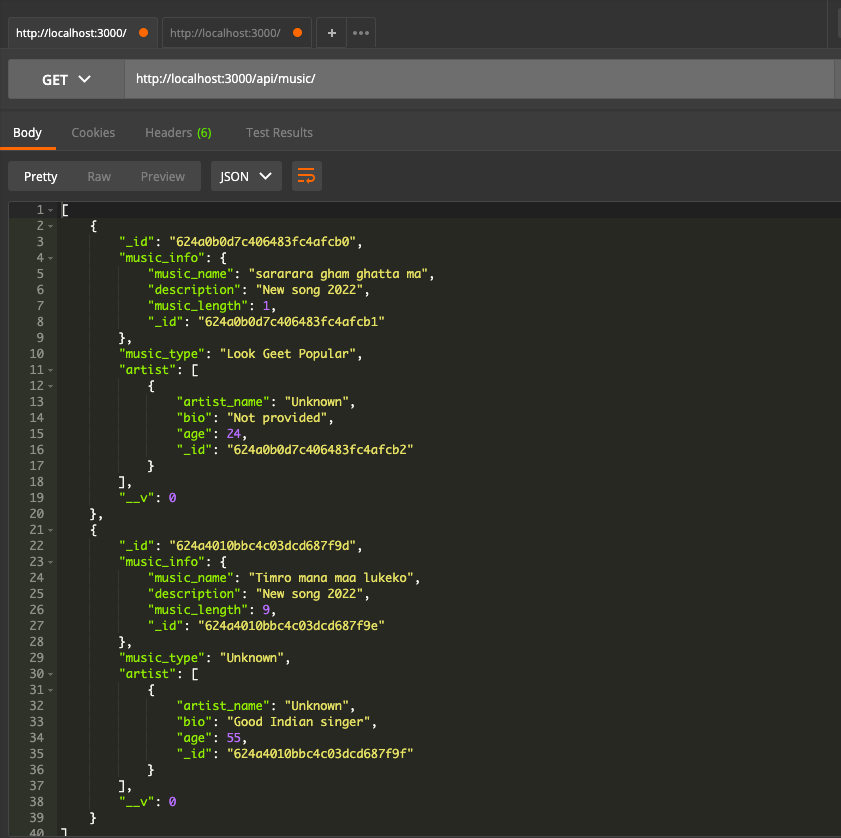 http://localhost:3000/ http://localhost:3000/ + •••
GET http://localhost:3000/api/music/
Body Cookies Headers (6) Test Results
Pretty Raw Preview JSON
1 [
2 {
3 "_id": "624a0b0d7c406483fc4afcb0",
4 "music_info": {
5 "music_name": "sararara gham ghatta ma",
6 "description": "New song 2022",
7 "music_length": 1,
8 "_id": "624a0b0d7c406483fc4afcb1"
9 },
10 "music_type": "Look Geet Popular",
11 "artist": [
12 {
13 "artist_name": "Unknown",
14 "bio": "Not provided",
15 "age": 24,
16 "_id": "624a0b0d7c406483fc4afcb2"
17 }
18 ],
19 "__v": 0
20 },
21 {
22 "_id": "624a4010bbc4c03dcd687f9d",
23 "music_info": {
24 "music_name": "Timro mana maa lukeko",
25 "description": "New song 2022",
26 "music_length": 9,
27 "_id": "624a4010bbc4c03dcd687f9e"
28 },
29 "music_type": "Unknown",
30 "artist": [
31 {
32 "artist_name": "Unknown",
33 "bio": "Good Indian singer",
34 "age": 55,
35 "_id": "624a4010bbc4c03dcd687f9f"
36 }
37 ],
38 "__v": 0
39 }
40 ]